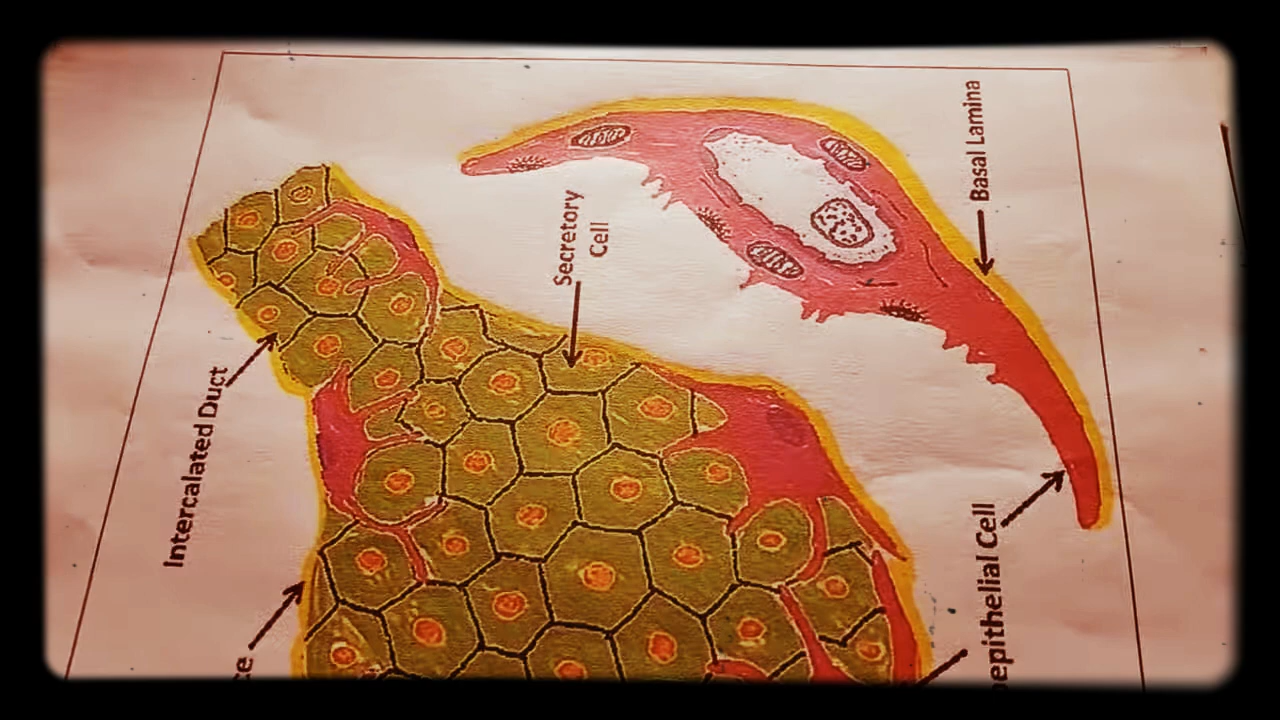 Intercalated Duct
Secretory
Cell
Basal Lamina
epithelial Cell